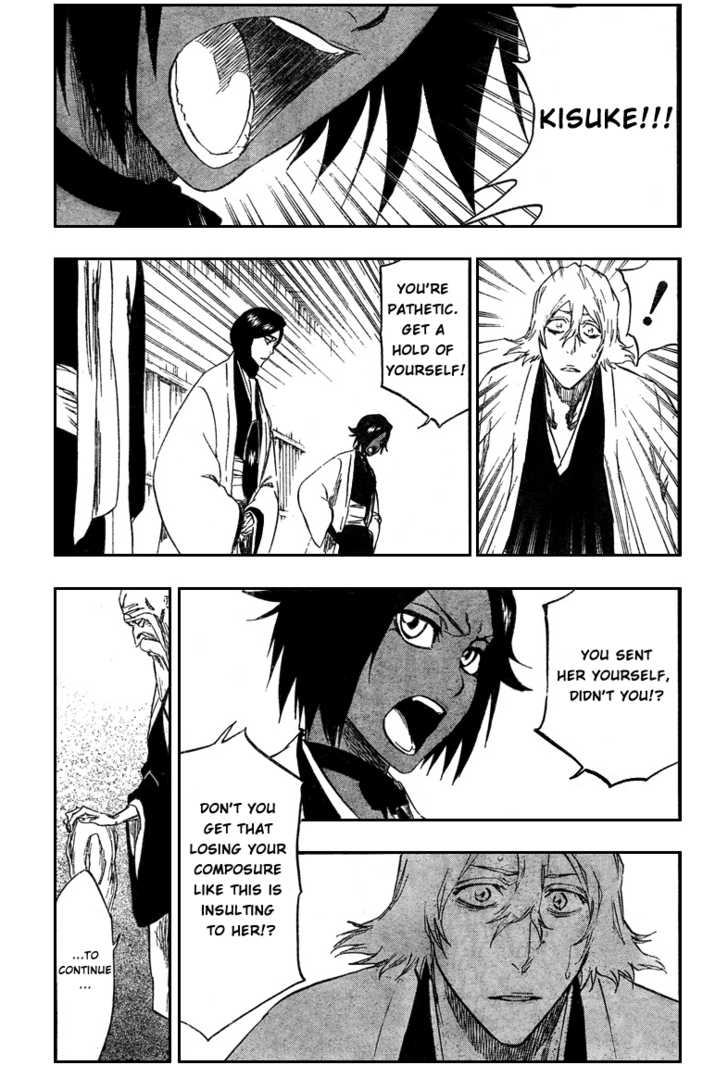 KISUKE!!!
!
YOU'RE
PATHETIC.
GET A
HOLD OF
YOURSELF!
YOU SENT
HER YOURSELF,
DIDN'T YOU!?
DON'T YOU
GET THAT
LOSING YOUR
COMPOSURE
LIKE THIS IS
INSULTING
TO HER!?
...TO
CONTINUE
...